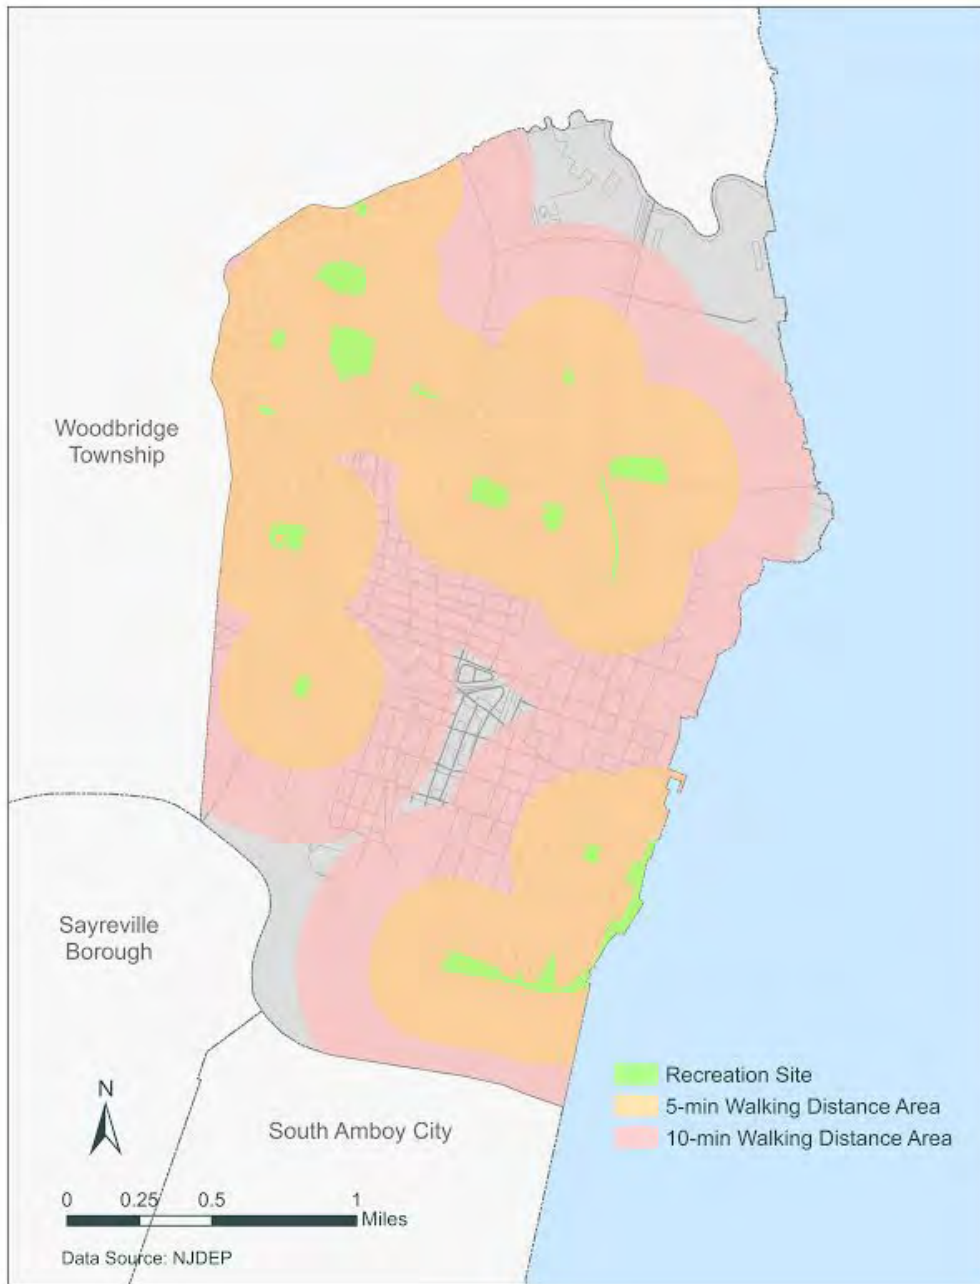 Woodbridge
Township
Sayreville
Borough
South Amboy City
N
0 0.25 0.5 1
Miles
Data Source: NJDEP
Recreation Site
5-min Walking Distance Area
10-min Walking Distance Area